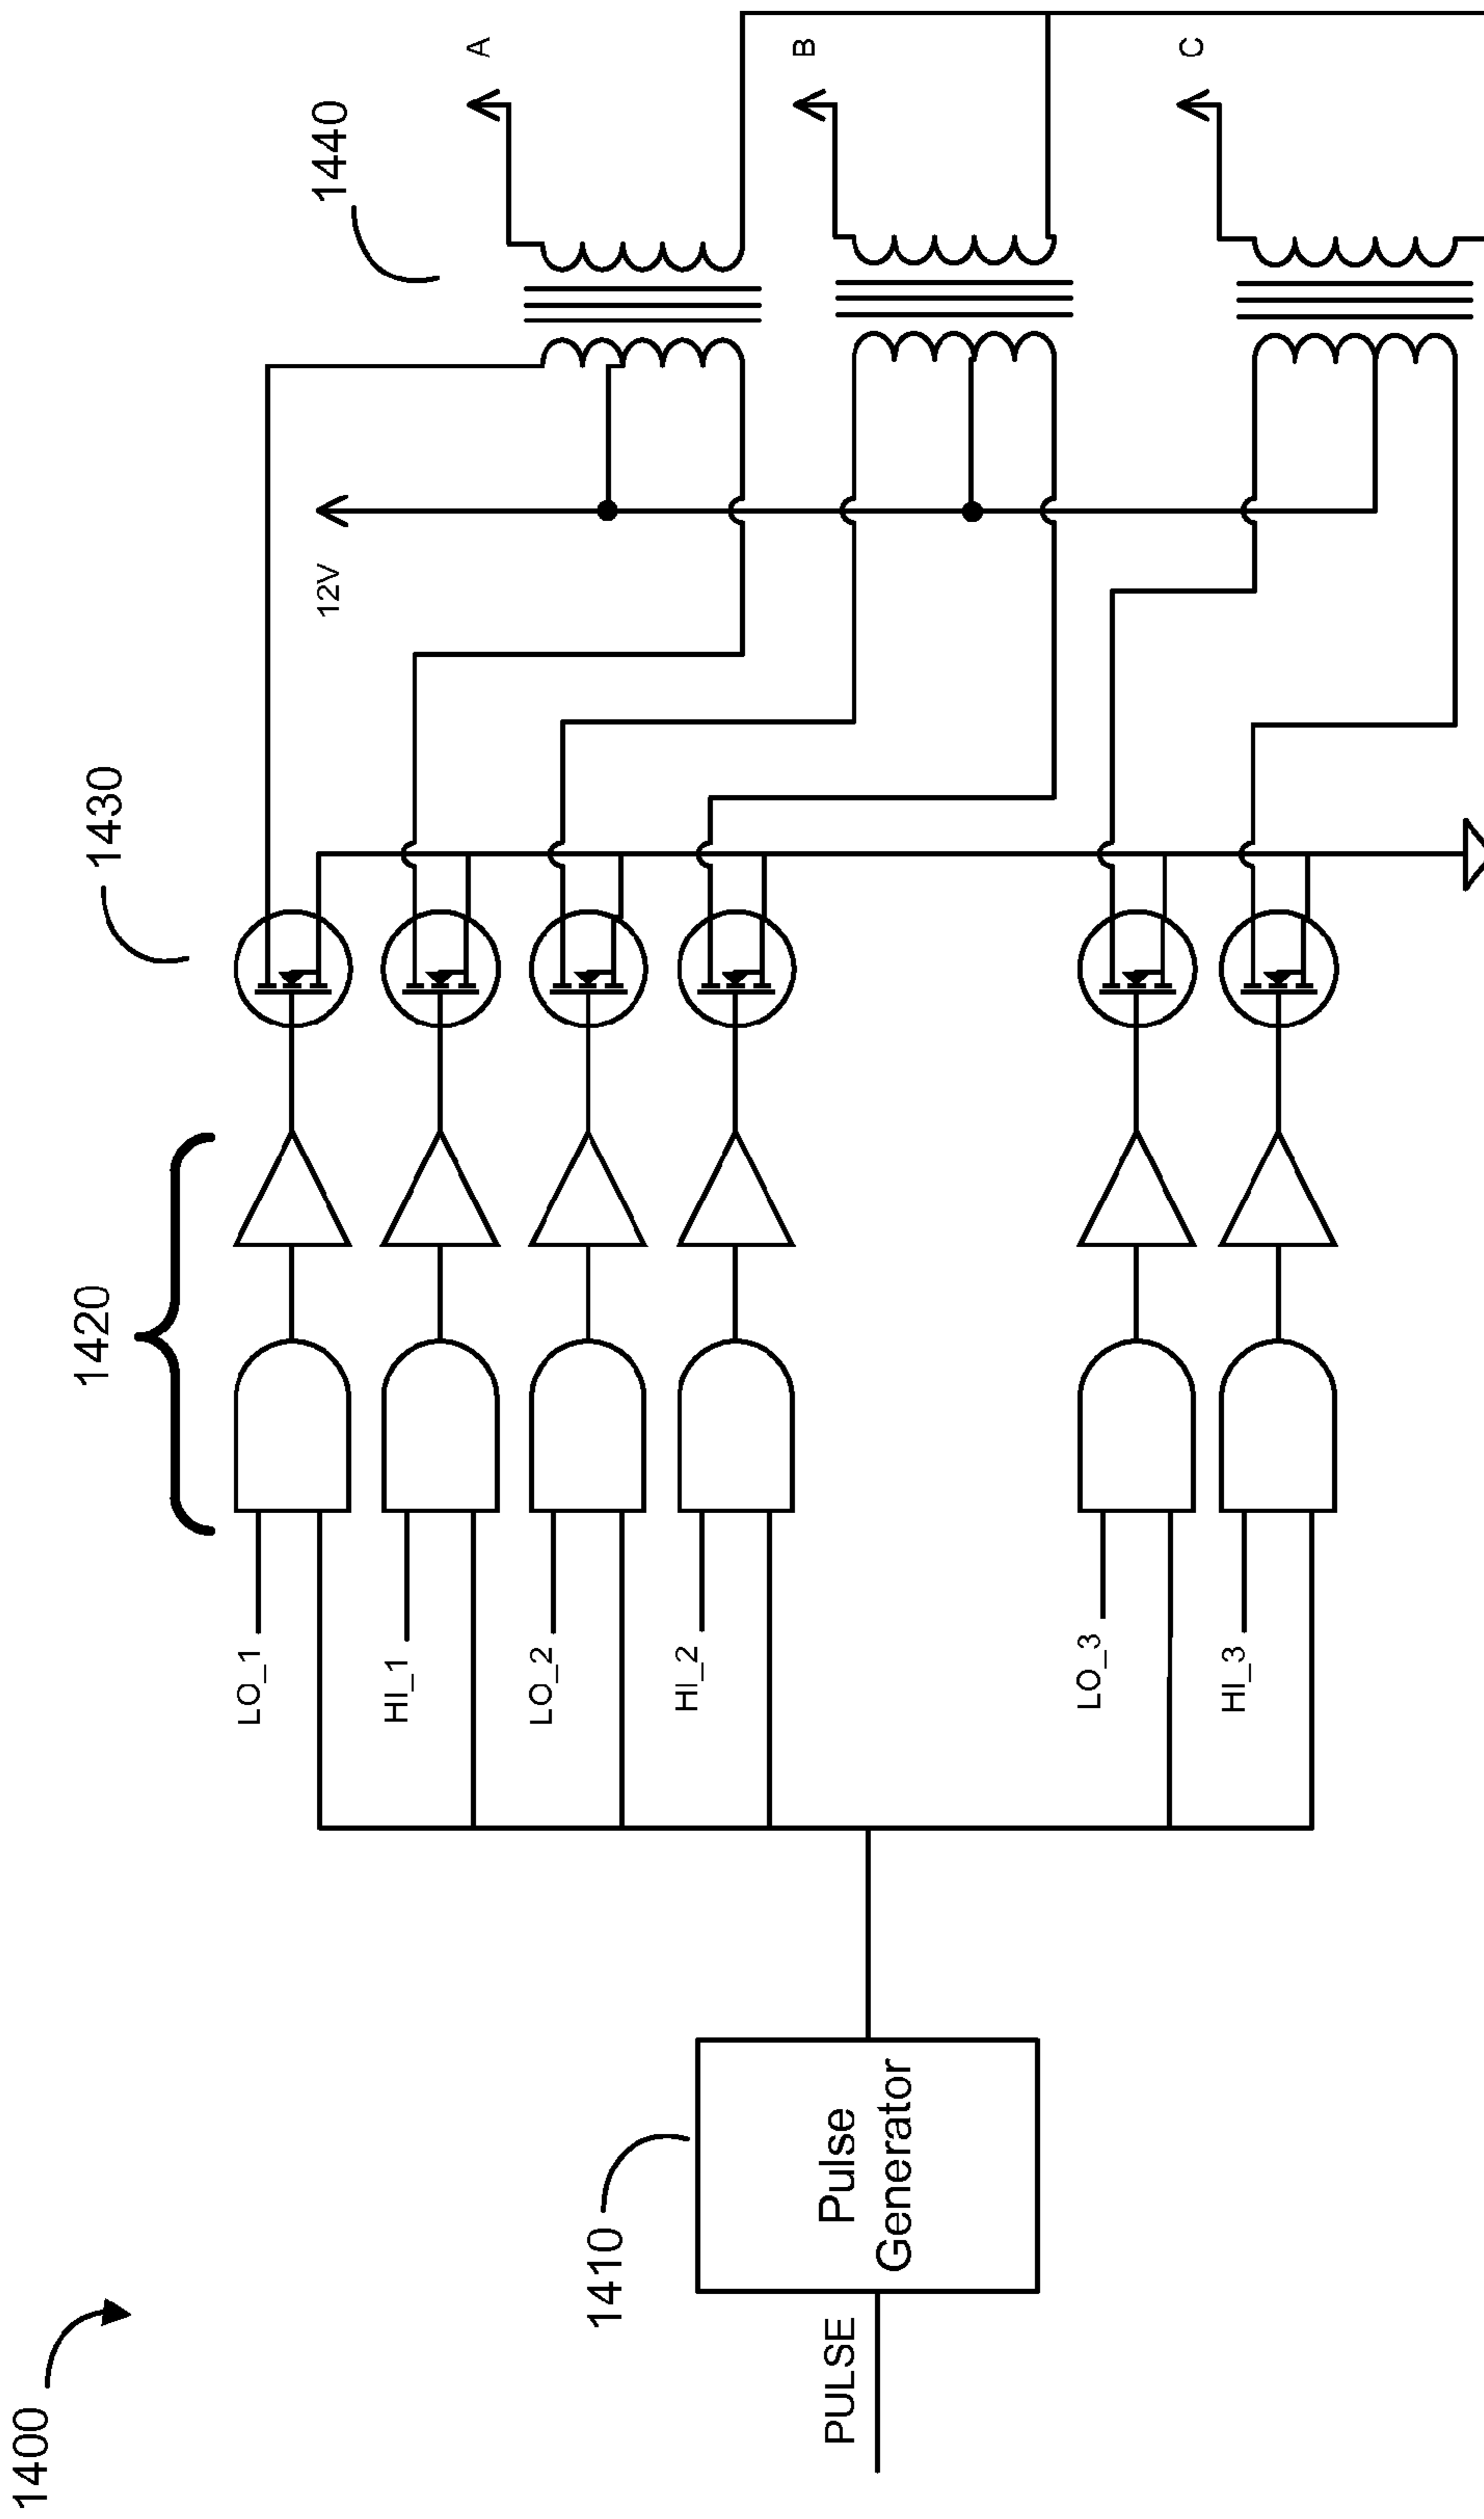 1400
1410
PULSE
Pulse
Generator
1420
LO_1
HI_1
LO_2
HI_2
LO_3
HI_3
1430
12V
1440
A
B
C